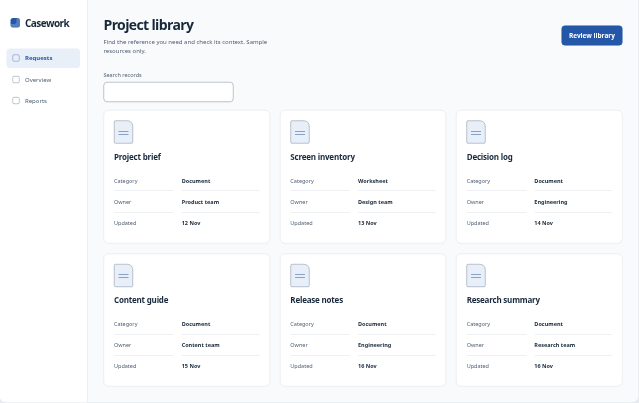 Casework
Requests
Overview
Reports
Project library
Find the reference you need and check its context. Sample
resources only.
Review library
Search records
Project brief
Category Document
Owner Product team
Updated 12 Nov
Screen inventory
Category Worksheet
Owner Design team
Updated 13 Nov
Decision log
Category Document
Owner Engineering
Updated 14 Nov
Content guide
Category Document
Owner Content team
Updated 15 Nov
Release notes
Category Document
Owner Engineering
Updated 16 Nov
Research summary
Category Document
Owner Research team
Updated 16 Nov